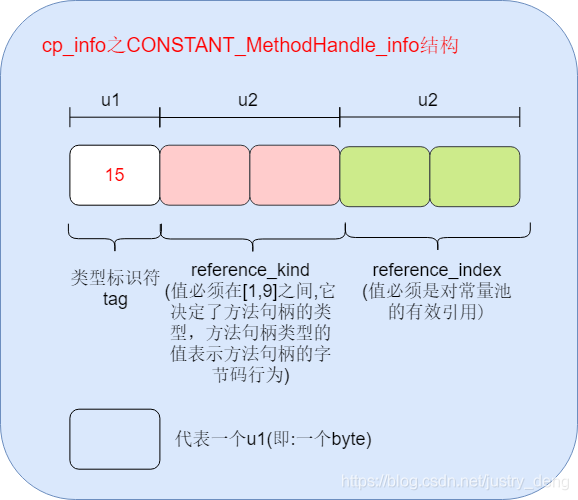 cp_info之CONSTANT_MethodHandle_info结构
u1
u2
u2
15
类型标识符
tag
reference_kind
(值必须在[1,9]之间,它
决定了方法句柄的类
型，方法句柄类型的
值表示方法句柄的字
节码行为)
reference_index
(值必须是对常量池
的有效引用)
代表一个u1(即:一个byte)
https://blog.csdn.net/justry_deng